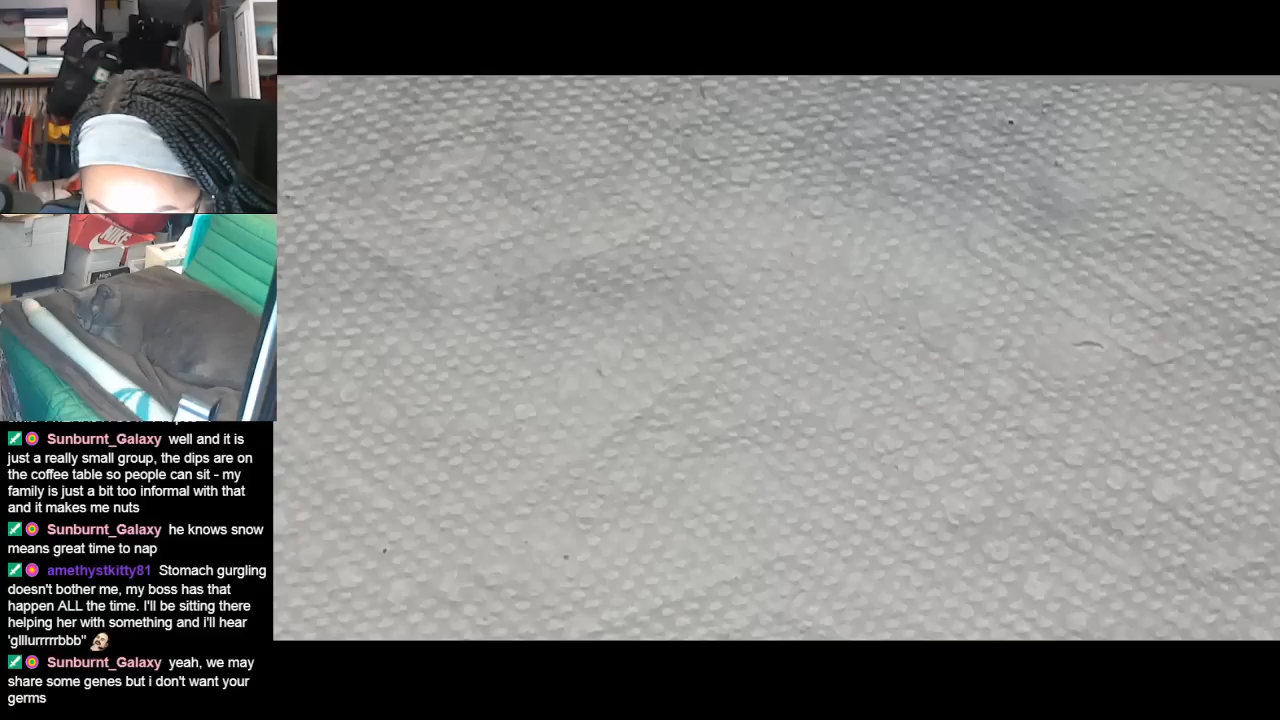 NIKE
High
Sunburnt_Galaxy well and it is
just a really small group, the dips are on
the coffee table so people can sit - my
family is just a bit too informal with that
and it makes me nuts
Sunburnt_Galaxy he knows snow
means great time to nap
amethystkitty81 Stomach gurgling
doesn't bother me, my boss has that
happen ALL the time. I'll be sitting there
helping her with something and i'll hear
'glllurrrrrbbb"
Sunburnt_Galaxy yeah, we may
share some genes but i don't want your
germs